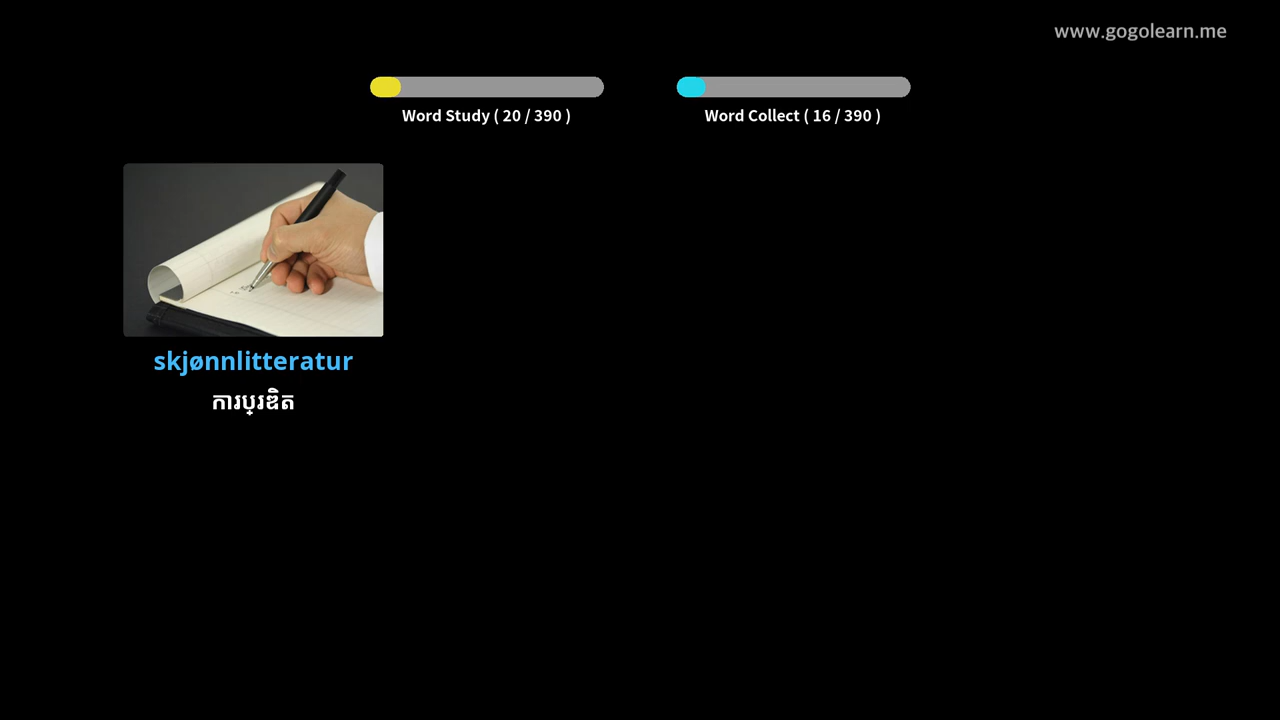 www.gogolearn.me
Word Study ( 20 / 390 )
Word Collect ( 16 / 390 )
skjønnlitteratur
ការប្រឌិត